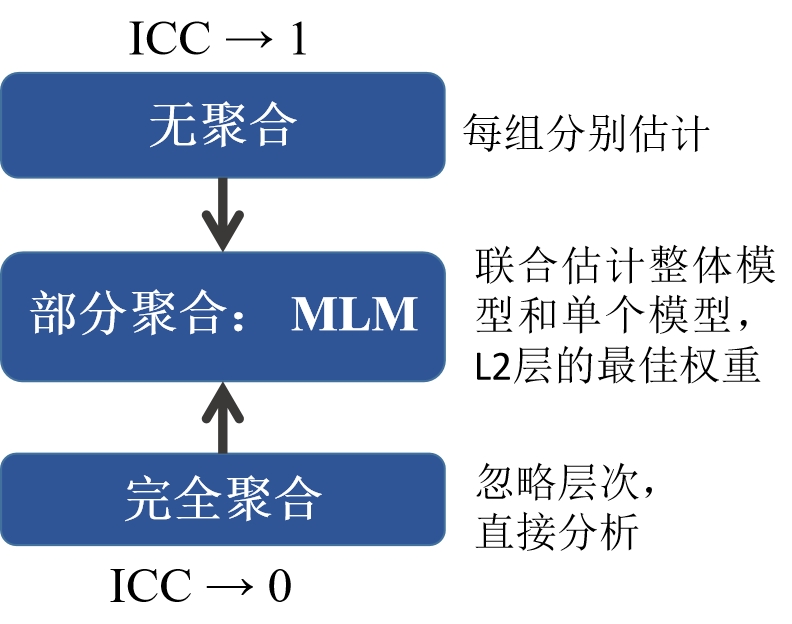 ICC → 1
无聚合
每组分别估计
部分聚合： MLM
联合估计整体模
型和单个模型，
L2层的最佳权重
完全聚合
忽略层次，
直接分析
ICC → 0